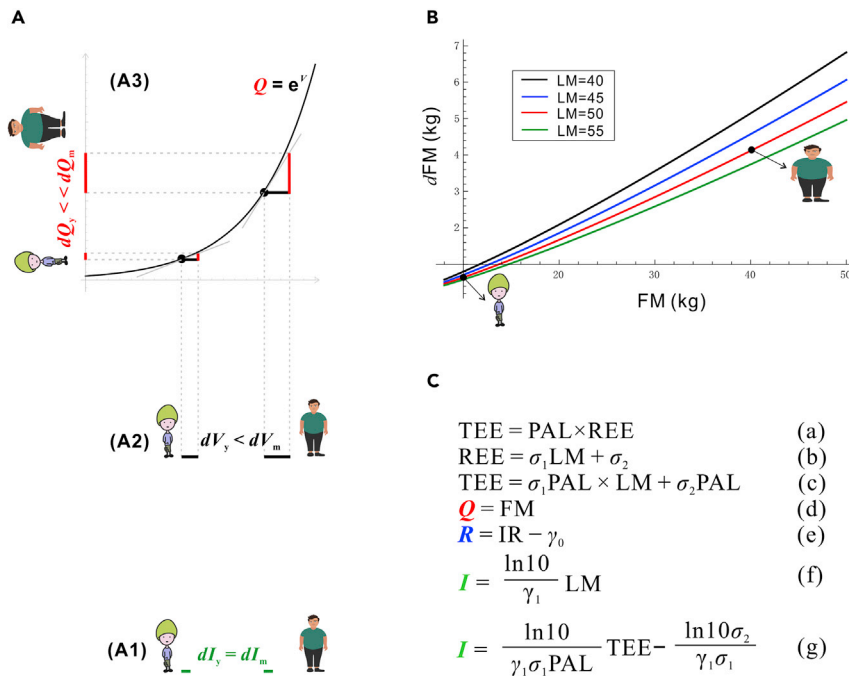 A
(A3)
Q = e^V
dQ_y << dQ_m
(A2)
dV_y < dV_m
(A1)
dI_y = dI_m
B
7
6
5
4
3
2
1
dFM (kg)
LM=40
LM=45
LM=50
LM=55
20
30
40
50
FM (kg)
C
TEE = PAL×REE (a)
REE = σ₁LM + σ₂ (b)
TEE = σ₁PAL × LM + σ₂PAL (c)
Q = FM (d)
R = IR − γ₀ (e)
I = ln10/γ₁ LM (f)
I = ln10/γ₁σ₁PAL TEE − ln10σ₂/γ₁σ₁ (g)